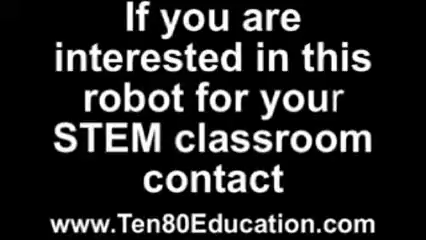 If you are
interested in this
robot for your
STEM classroom
contact
www.Ten80Education.com